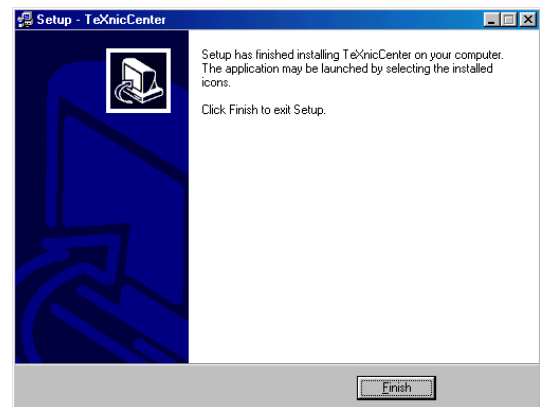 Setup - TeXnicCenter
Setup has finished installing TeXnicCenter on your computer.
The application may be launched by selecting the installed
icons.
Click Finish to exit Setup.
Finish